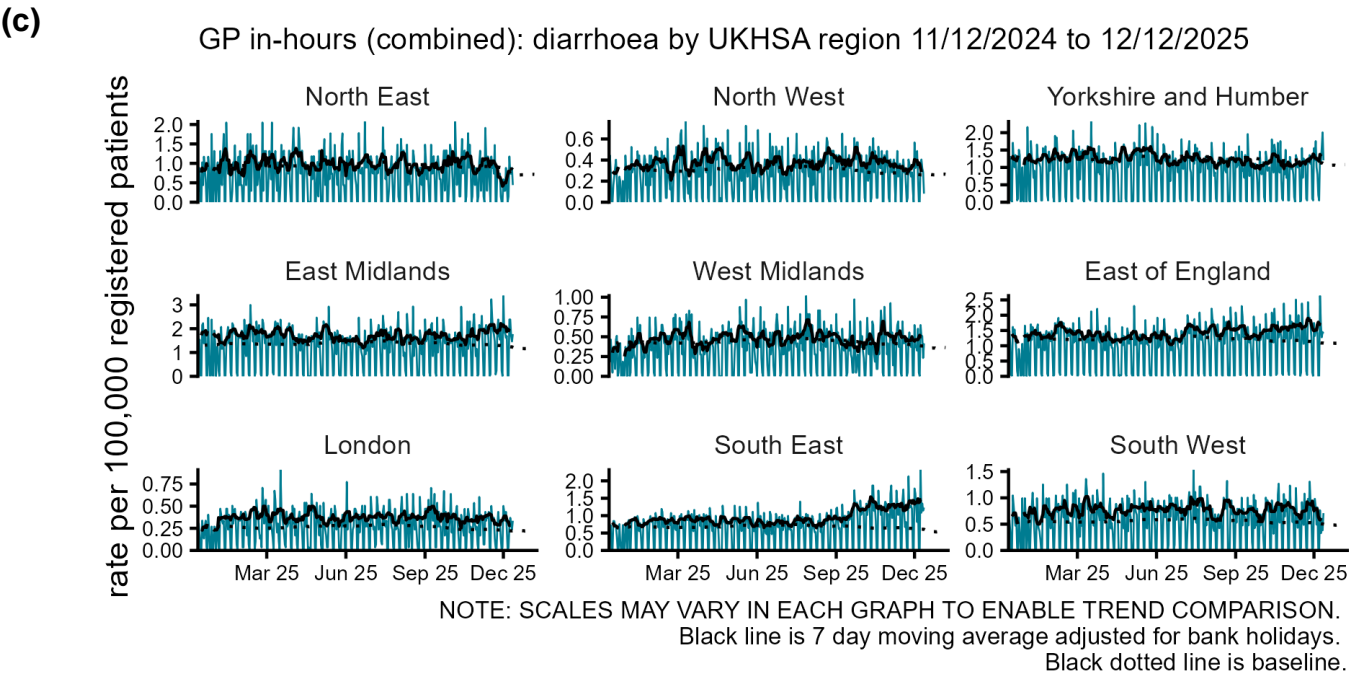 (c)
GP in-hours (combined): diarrhoea by UKHSA region 11/12/2024 to 12/12/2025
rate per 100,000 registered patients
North East
2.0
1.5
1.0
0.5
0.0
North West
0.6
0.4
0.2
0.0
Yorkshire and Humber
2.0
1.5
1.0
0.5
0.0
East Midlands
3
2
1
0
West Midlands
1.00
0.75
0.50
0.25
0.00
East of England
2.5
2.0
1.5
1.0
0.5
0.0
London
0.75
0.50
0.25
0.00
Mar 25 Jun 25 Sep 25 Dec 25
South East
2.0
1.5
1.0
0.5
0.0
Mar 25 Jun 25 Sep 25 Dec 25
South West
1.5
1.0
0.5
0.0
Mar 25 Jun 25 Sep 25 Dec 25
NOTE: SCALES MAY VARY IN EACH GRAPH TO ENABLE TREND COMPARISON.
Black line is 7 day moving average adjusted for bank holidays.
Black dotted line is baseline.